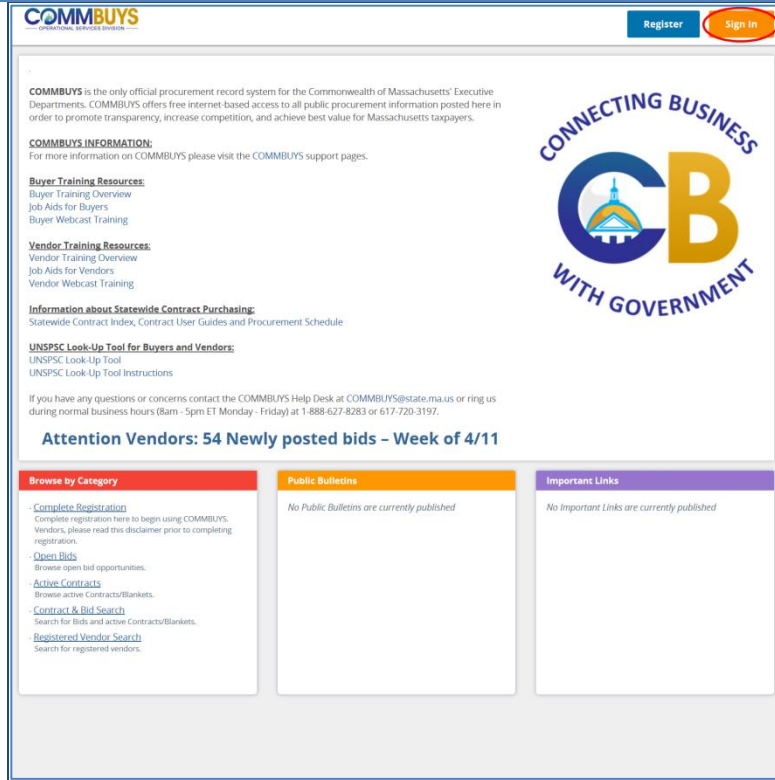 COMMBUYS
OPERATIONAL SERVICES DIVISION
Register
Sign In
COMMBUYS is the only official procurement record system for the Commonwealth of Massachusetts' Executive
Departments. COMMBUYS offers free internet-based access to all public procurement information posted here in
order to promote transparency, increase competition, and achieve best value for Massachusetts taxpayers.
COMMBUYS INFORMATION:
For more information on COMMBUYS please visit the COMMBUYS support pages.
Buyer Training Resources:
Buyer Training Overview
Job Aids for Buyers
Buyer Webcast Training
Vendor Training Resources:
Vendor Training Overview
Job Aids for Vendors
Vendor Webcast Training
Information about Statewide Contract Purchasing:
Statewide Contract Index, Contract User Guides and Procurement Schedule
UNSPSC Look-Up Tool for Buyers and Vendors:
UNSPSC Look-Up Tool
UNSPSC Look-Up Tool Instructions
If you have any questions or concerns contact the COMMBUYS Help Desk at COMMBUYS@state.ma.us or ring us
during normal business hours (8am - 5pm ET Monday - Friday) at 1-888-627-8283 or 617-720-3197.
Attention Vendors: 54 Newly posted bids – Week of 4/11
CONNECTING BUSINESS
CB
WITH GOVERNMENT
Browse by Category
- Complete Registration
Complete registration here to begin using COMMBUYS.
Vendors, please read this disclaimer prior to completing
registration.
- Open Bids
Browse open bid opportunities.
- Active Contracts
Browse active Contracts/Blankets.
- Contract & Bid Search
Search for Bids and active Contracts/Blankets.
- Registered Vendor Search
Search for registered vendors.
Public Bulletins
No Public Bulletins are currently published
Important Links
No Important Links are currently published